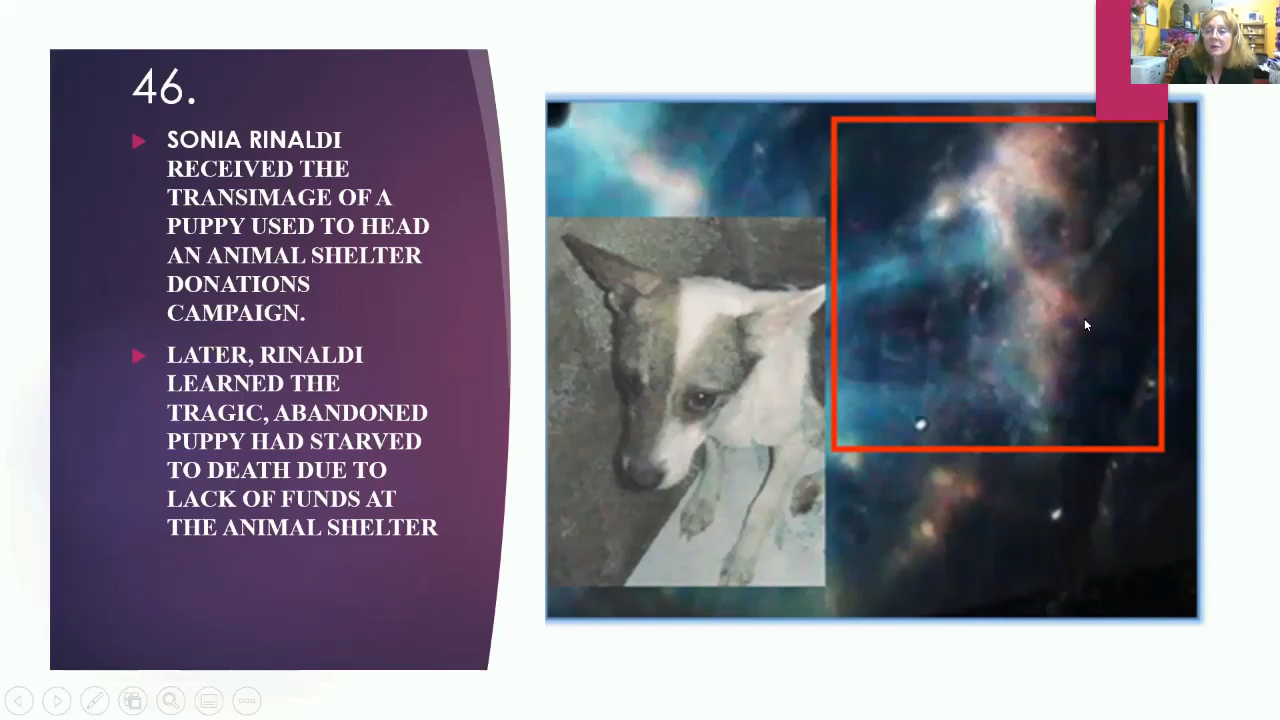 46.
SONIA RINALDI
RECEIVED THE
TRANSIMAGE OF A
PUPPY USED TO HEAD
AN ANIMAL SHELTER
DONATIONS
CAMPAIGN.
LATER, RINALDI
LEARNED THE
TRAGIC, ABANDONED
PUPPY HAD STARVED
TO DEATH DUE TO
LACK OF FUNDS AT
THE ANIMAL SHELTER